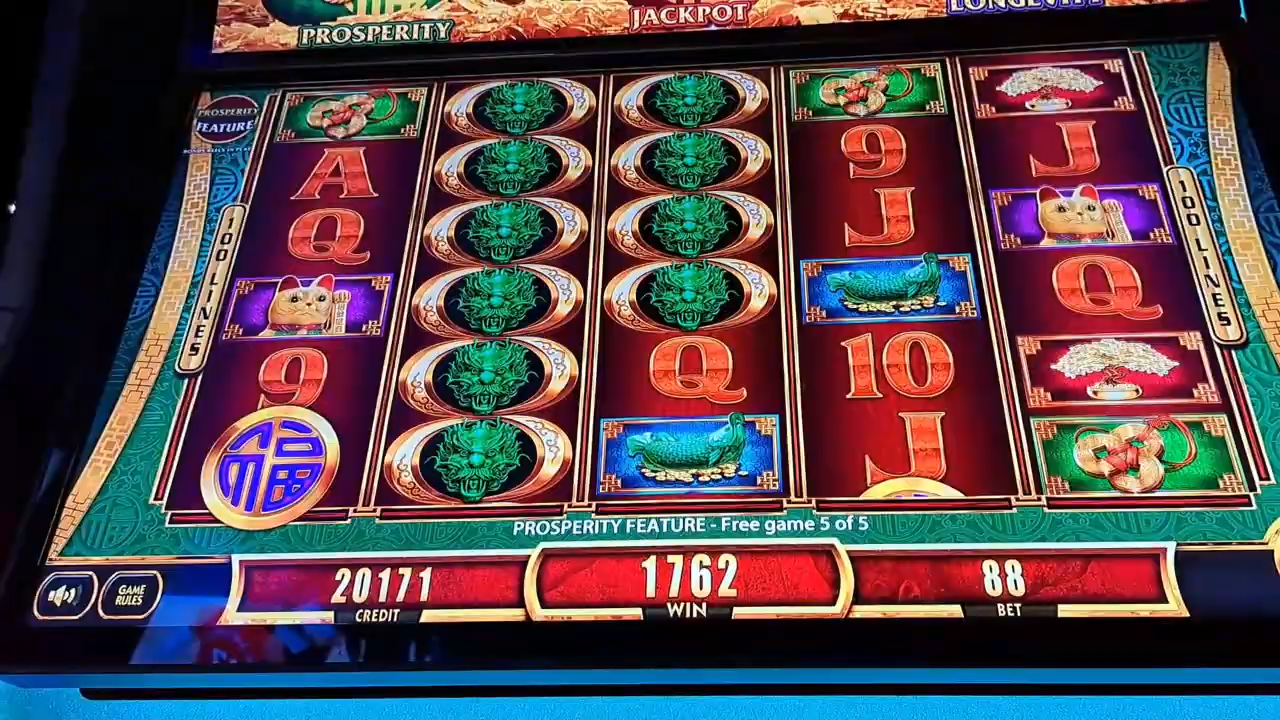 PROSPERITY
JACKPOT
LONGEVITY
PROSPERITY
FEATURE
100 LINES
100 LINES
A
9
J
Q
J
Q
9
Q
10
J
福
PROSPERITY FEATURE - Free game 5 of 5
GAME
RULES
20171
CREDIT
1762
WIN
88
BET